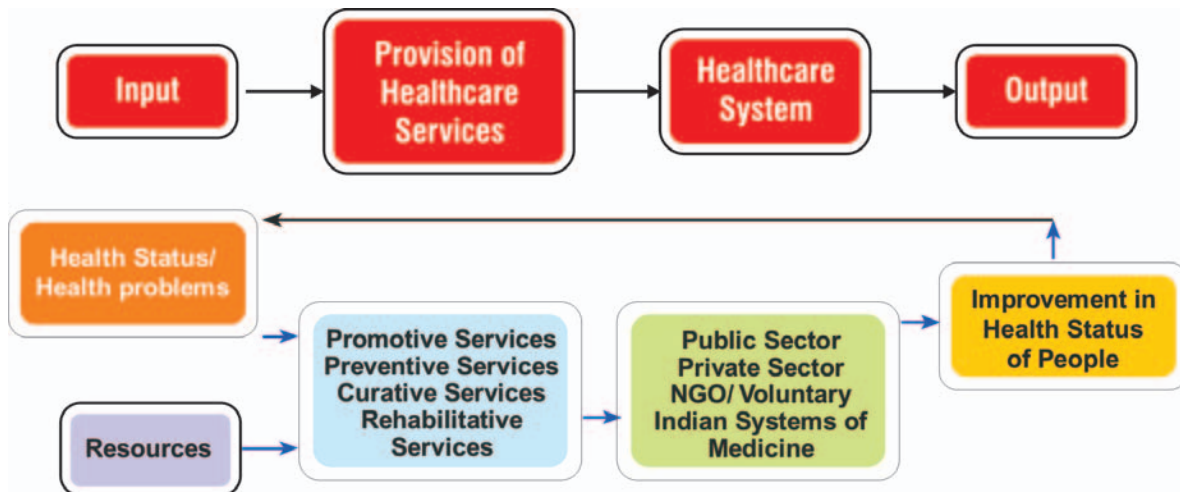 Input
Provision of
Healthcare
Services
Healthcare
System
Output
Health Status/
Health problems
Resources
Promotive Services
Preventive Services
Curative Services
Rehabilitative
Services
Public Sector
Private Sector
NGO/ Voluntary
Indian Systems of
Medicine
Improvement in
Health Status
of People